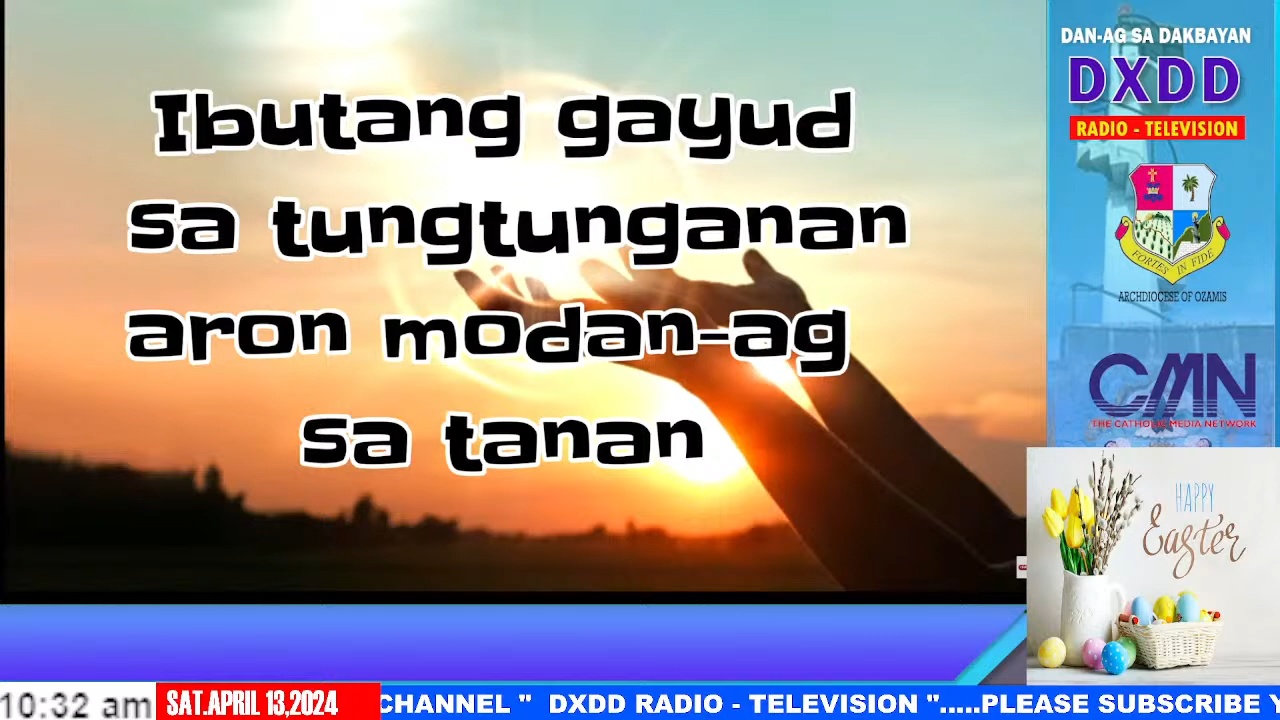 Ibutang gayud
sa tungtunganan
aron modan-ag
sa tanan
DAN-AG SA DAKBAYAN
DXDD
RADIO - TELEVISION
FORTES IN FIDE
ARCHDIOCESE OF OZAMIS
CMN
THE CATHOLIC MEDIA NETWORK
HAPPY
Easter
10:32 am
SAT.APRIL 13,2024
CHANNEL " DXDD RADIO - TELEVISION ".....PLEASE SUBSCRIBE